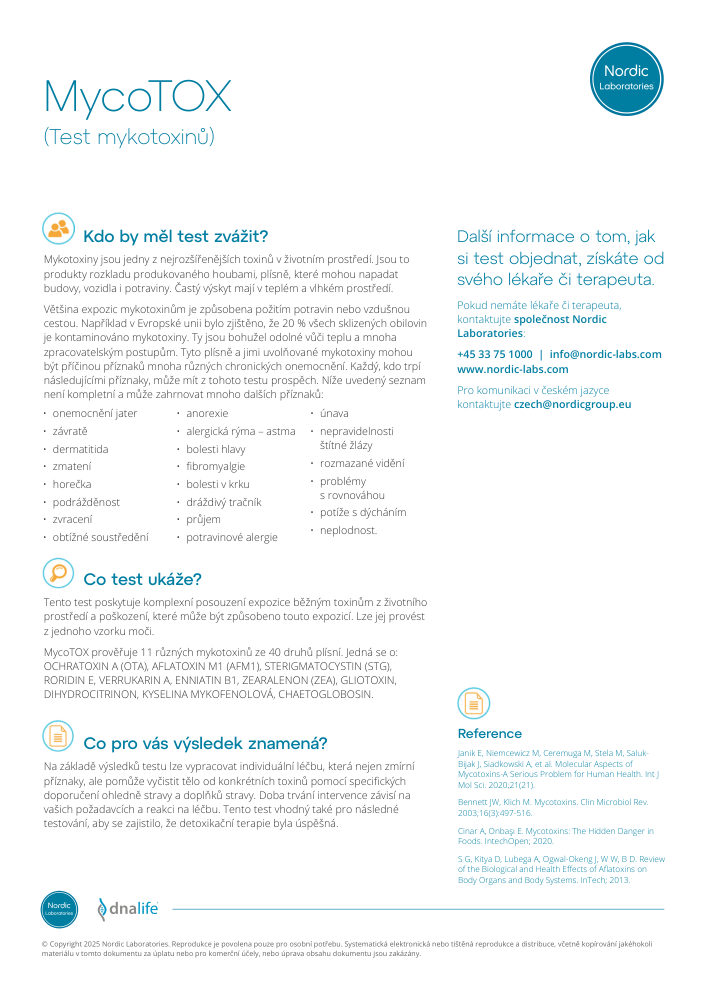 MycoTOX
(Test mykotoxinů)
Nordic
Laboratories
Kdo by měl test zvážit?
Mykotoxiny jsou jedny z nejrozšířenějších toxinů v životním prostředí. Jsou to
produkty rozkladu produkovaného houbami, plísně, které mohou napadat
budovy, vozidla i potraviny. Častý výskyt mají v teplém a vlhkém prostředí.
Většina expozic mykotoxinům je způsobena požitím potravin nebo vzdušnou
cestou. Například v Evropské unii bylo zjištěno, že 20 % všech sklizených obilovin
je kontaminováno mykotoxiny. Ty jsou bohužel odolné vůči teplu a mnoha
zpracovatelským postupům. Tyto plísně a jimi uvolňované mykotoxiny mohou
být příčinou příznaků mnoha různých chronických onemocnění. Každý, kdo trpí
následujícími příznaky, může mít z tohoto testu prospěch. Níže uvedený seznam
není kompletní a může zahrnovat mnoho dalších příznaků:
• onemocnění jater
• závratě
• dermatitida
• zmatení
• horečka
• podrážděnost
• zvracení
• obtížné soustředění
• anorexie
• alergická rýma – astma
• bolesti hlavy
• fibromyalgie
• bolesti v krku
• dráždivý tračník
• průjem
• potravinové alergie
• únava
• nepravidelnosti
štítné žlázy
• rozmazané vidění
• problémy
s rovnováhou
• potíže s dýcháním
• neplodnost.
Co test ukáže?
Tento test poskytuje komplexní posouzení expozice běžným toxinům z životního
prostředí a poškození, které může být způsobeno touto expozicí. Lze jej provést
z jednoho vzorku moči.
MycoTOX prověřuje 11 různých mykotoxinů ze 40 druhů plísní. Jedná se o:
OCHRATOXIN A (OTA), AFLATOXIN M1 (AFM1), STERIGMATOCYSTIN (STG),
RORIDIN E, VERRUKARIN A, ENNIATIN B1, ZEARALENON (ZEA), GLIOTOXIN,
DIHYDROCITRINON, KYSELINA MYKOFENOLOVÁ, CHAETOGLOBOSIN.
Co pro vás výsledek znamená?
Na základě výsledků testu lze vypracovat individuální léčbu, která nejen zmírní
příznaky, ale pomůže vyčistit tělo od konkrétních toxinů pomocí specifických
doporučení ohledně stravy a doplňků stravy. Doba trvání intervence závisí na
vašich požadavcích a reakci na léčbu. Tento test vhodný také pro následné
testování, aby se zajistilo, že detoxikační terapie byla úspěšná.
Další informace o tom, jak
si test objednat, získáte od
svého lékaře či terapeuta.
Pokud nemáte lékaře či terapeuta,
kontaktujte společnost Nordic
Laboratories:
+45 33 75 1000 | info@nordic-labs.com
www.nordic-labs.com
Pro komunikaci v českém jazyce
kontaktujte czech@nordicgroup.eu
Reference
Janik E, Niemcewicz M, Ceremuga M, Stela M, Saluk-
Bijak J, Siadkowski A, et al. Molecular Aspects of
Mycotoxins-A Serious Problem for Human Health. Int J
Mol Sci. 2020;21(21).
Bennett JW, Klich M. Mycotoxins. Clin Microbiol Rev.
2003;16(3):497-516.
Cinar A, Onbaşı E. Mycotoxins: The Hidden Danger in
Foods: IntechOpen; 2020.
S G, Kitya D, Lubega A, Ogwal-Okeng J, W W, B D. Review
of the Biological and Health Effects of Aflatoxins on
Body Organs and Body Systems. InTech; 2013.
Nordic
Laboratories
dnalife
© Copyright 2025 Nordic Laboratories. Reprodukce je povolena pouze pro osobní potřebu. Systematická elektronická nebo tištěná reprodukce a distribuce, včetně kopírování jakéhokoli
materiálu v tomto dokumentu za úplatu nebo pro komerční účely, nebo úprava obsahu dokumentu jsou zakázány.